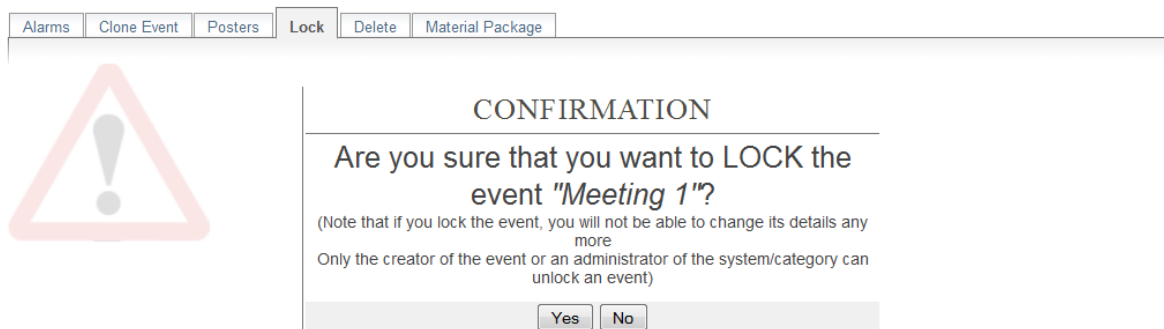 Alarms Clone Event Posters Lock Delete Material Package
CONFIRMATION
Are you sure that you want to LOCK the
event "Meeting 1"?
(Note that if you lock the event, you will not be able to change its details any
more
Only the creator of the event or an administrator of the system/category can
unlock an event)
Yes No